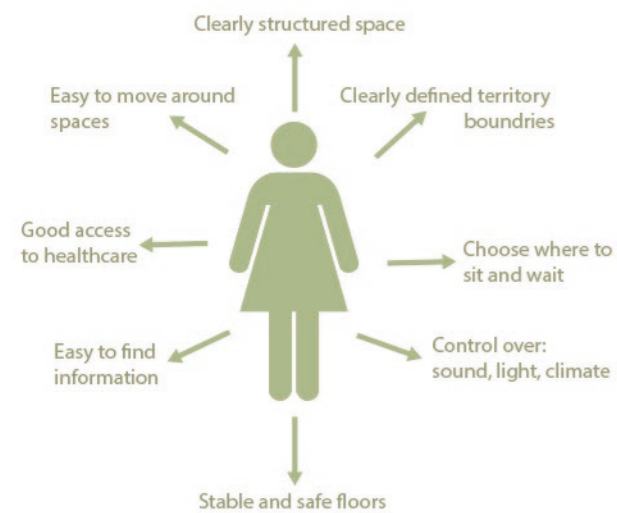 Clearly structured space
Easy to move around
spaces
Clearly defined territory
boundries
Good access
to healthcare
Choose where to
sit and wait
Easy to find
information
Control over:
sound, light, climate
Stable and safe floors